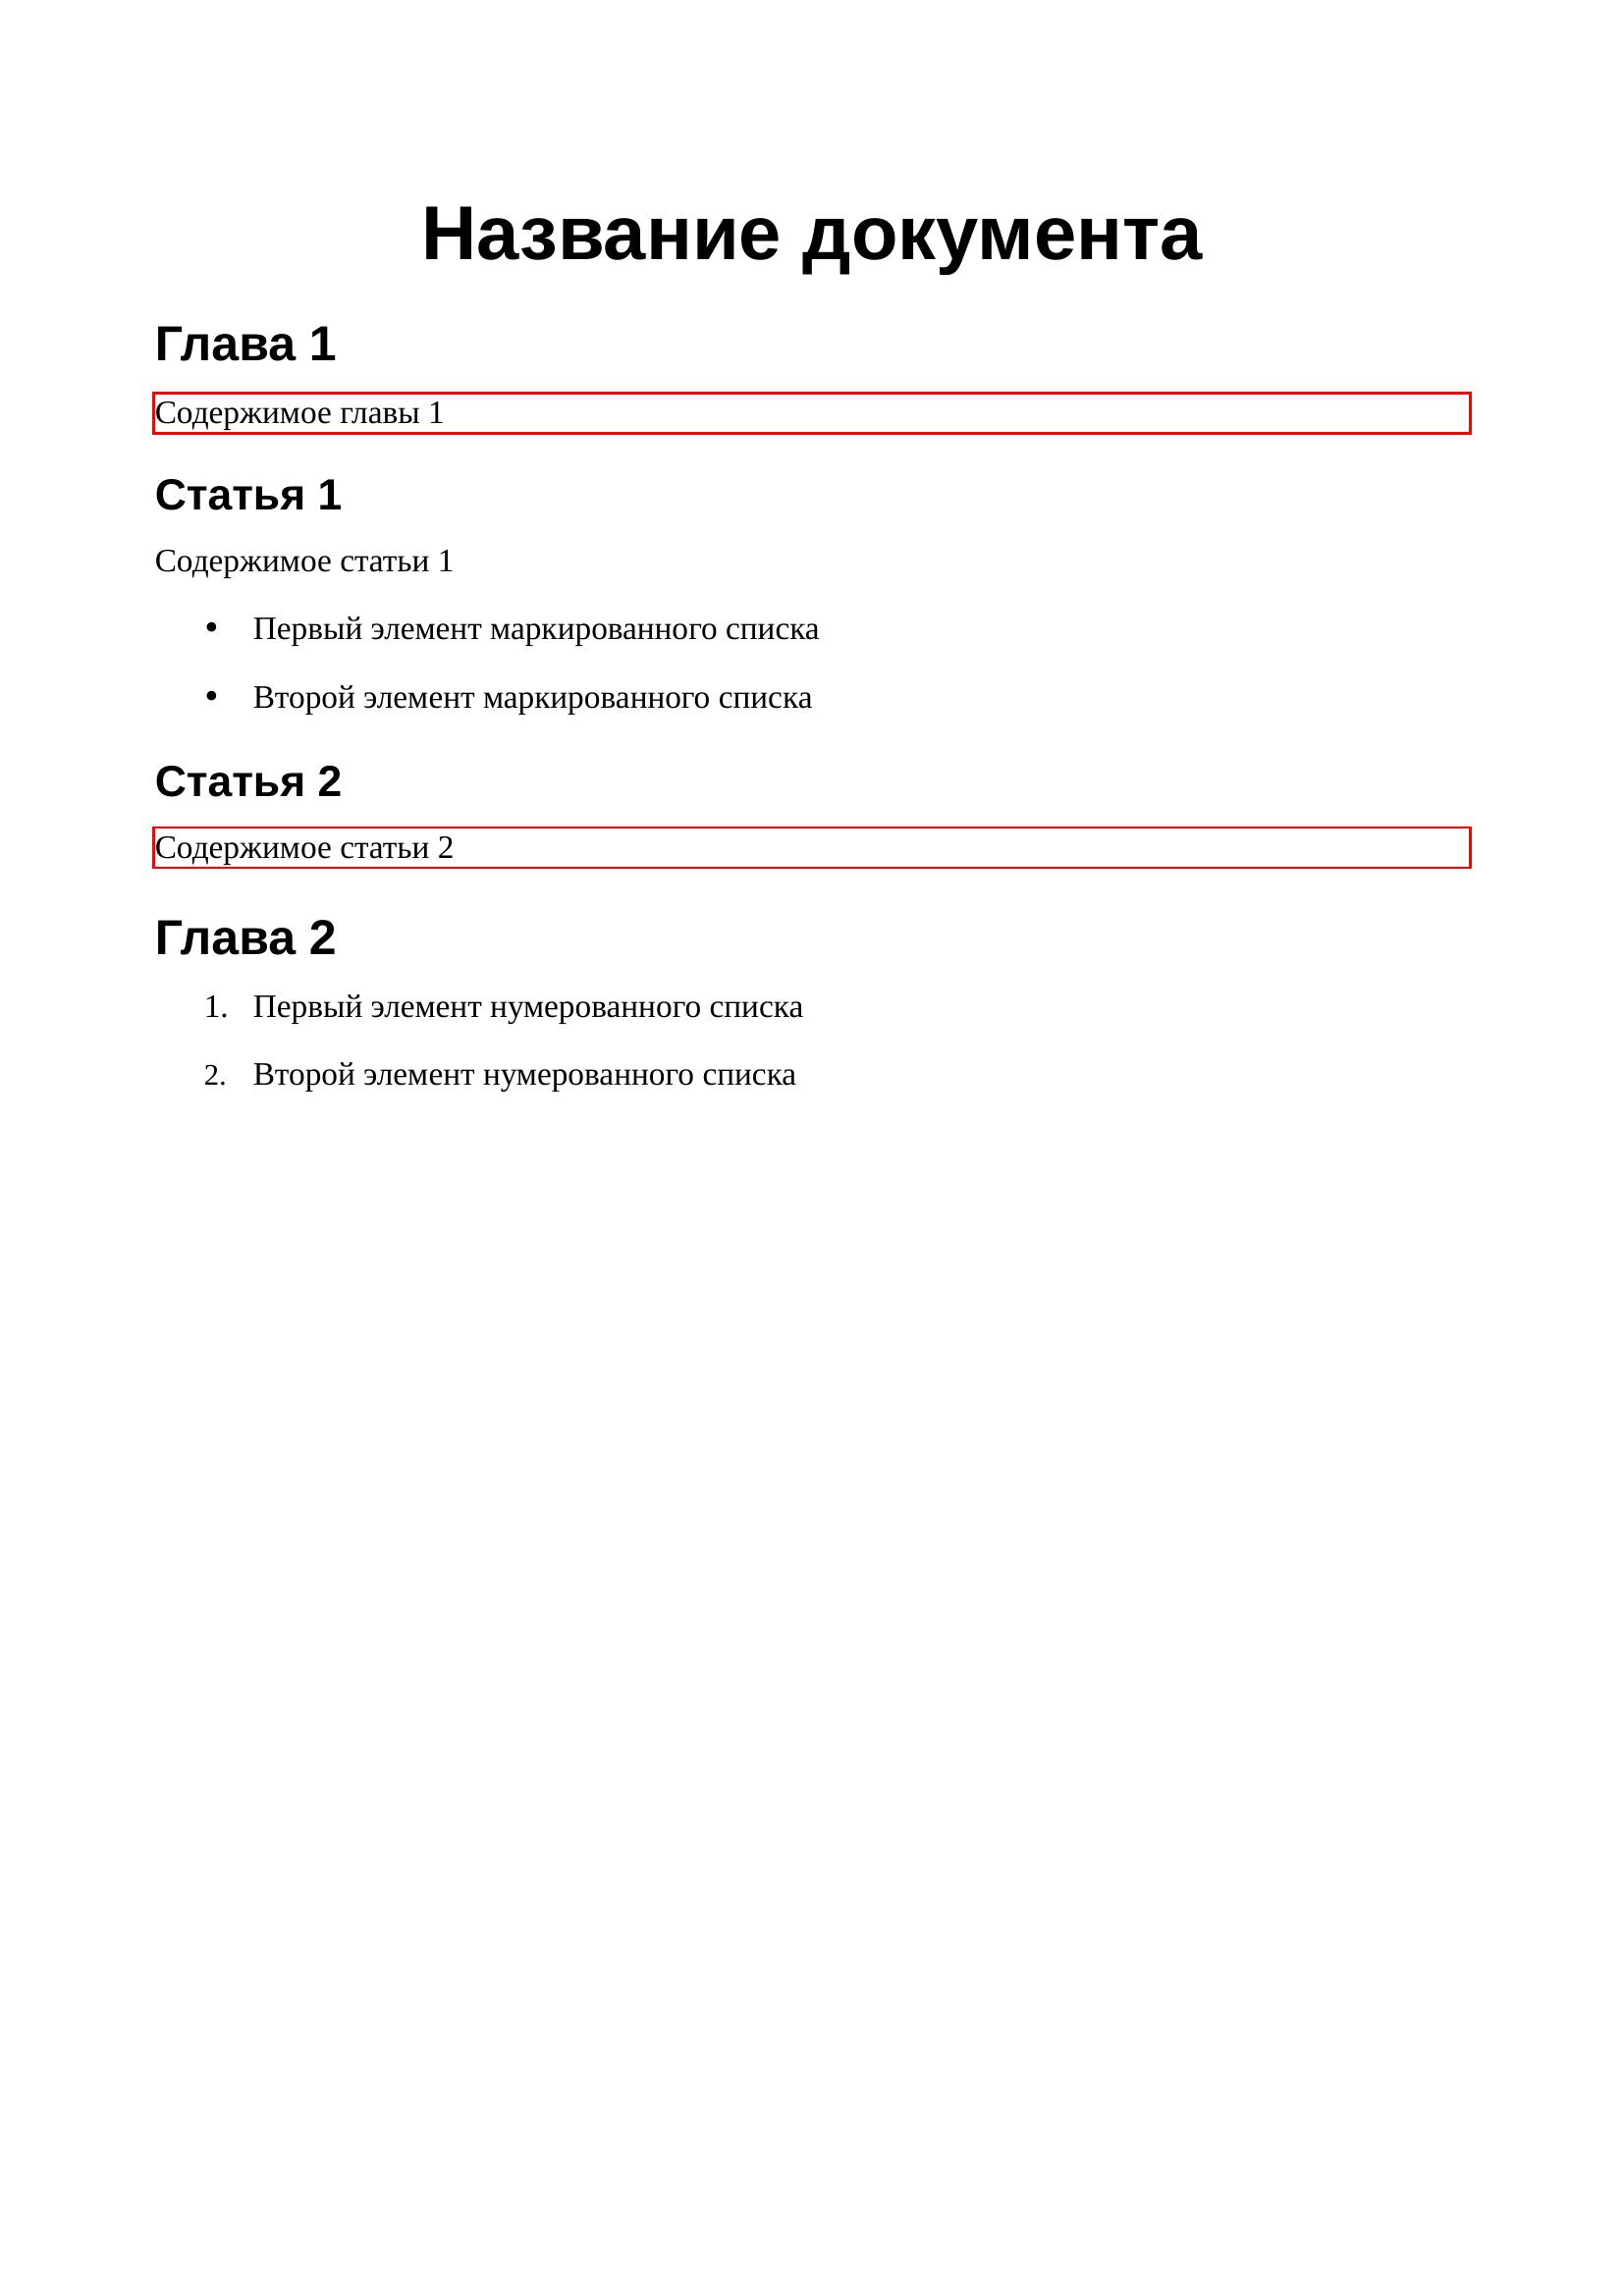 Название документа
Глава 1
Содержимое главы 1
Статья 1
Содержимое статьи 1
• Первый элемент маркированного списка
• Второй элемент маркированного списка
Статья 2
Содержимое статьи 2
Глава 2
1. Первый элемент нумерованного списка
2. Второй элемент нумерованного списка